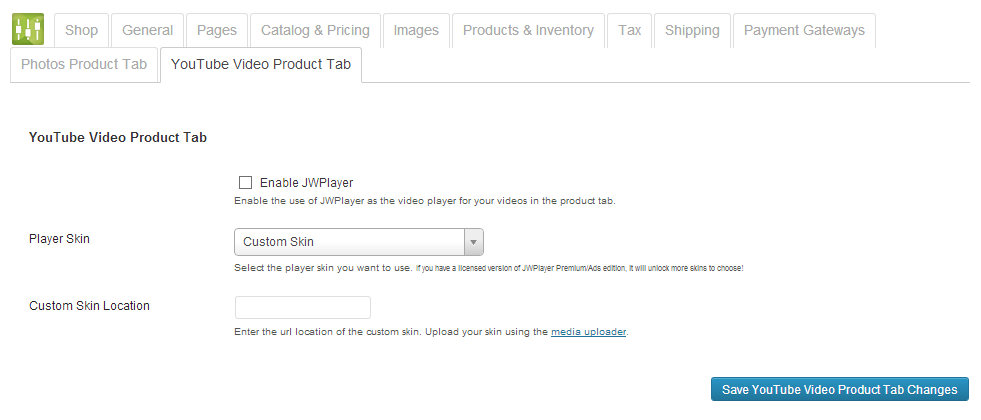 Shop General Pages Catalog & Pricing Images Products & Inventory Tax Shipping Payment Gateways
Photos Product Tab YouTube Video Product Tab
YouTube Video Product Tab
Enable JWPlayer
Enable the use of JWPlayer as the video player for your videos in the product tab.
Player Skin Custom Skin
Select the player skin you want to use. If you have a licensed version of JWPlayer Premium/Ads edition, it will unlock more skins to choose!
Custom Skin Location
Enter the url location of the custom skin. Upload your skin using the media uploader.
Save YouTube Video Product Tab Changes